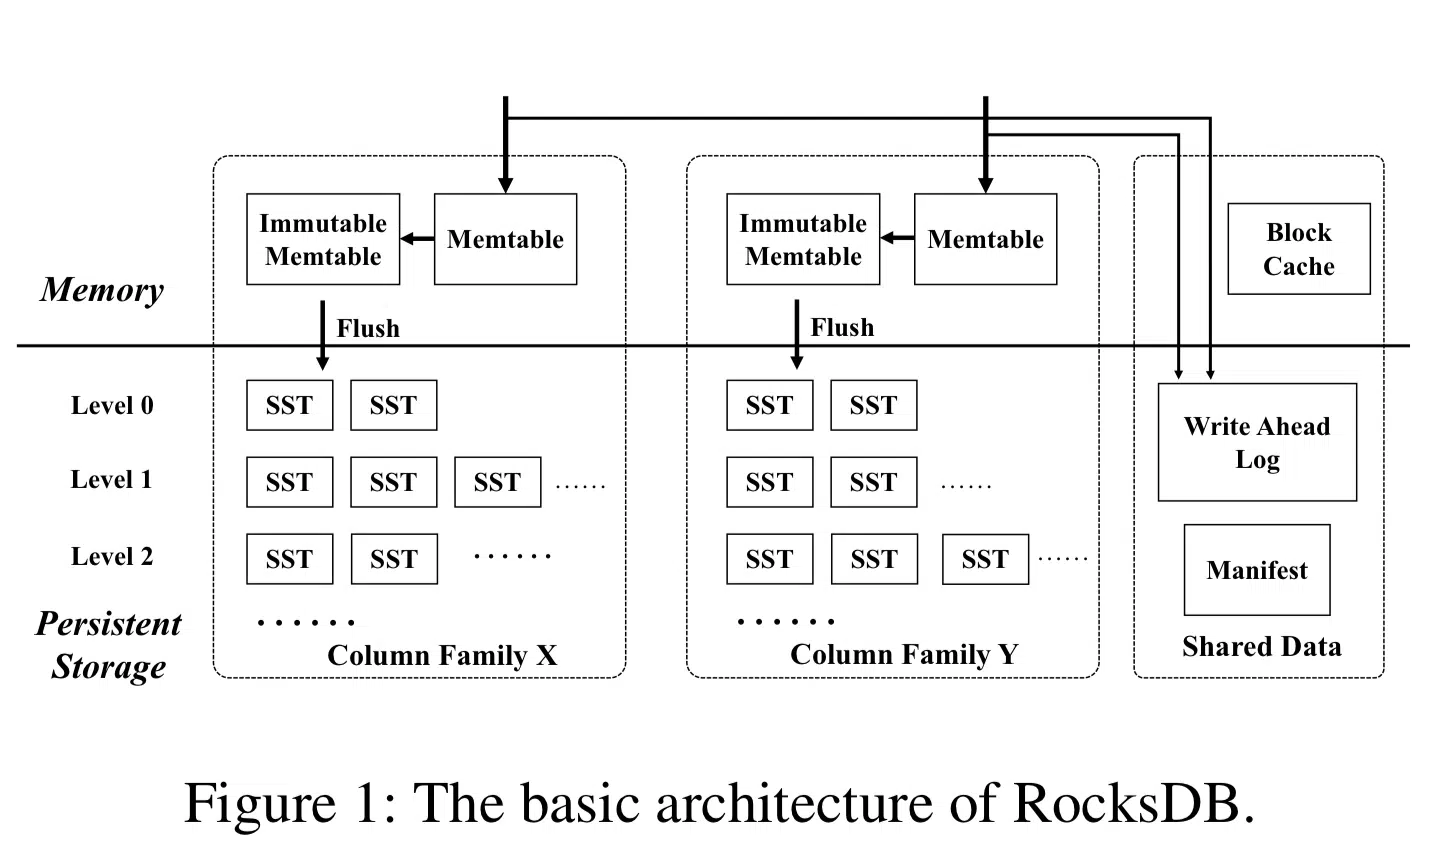 Immutable
Memtable
Memtable
Immutable
Memtable
Memtable
Block
Cache
Memory
Flush
Flush
Level 0
SST SST
SST SST
Write Ahead
Log
Level 1
SST SST SST ......
SST SST ......
Level 2
SST SST ......
SST SST SST ......
Manifest
Persistent
Storage
......
......
Column Family X
Column Family Y
Shared Data
Figure 1: The basic architecture of RocksDB.